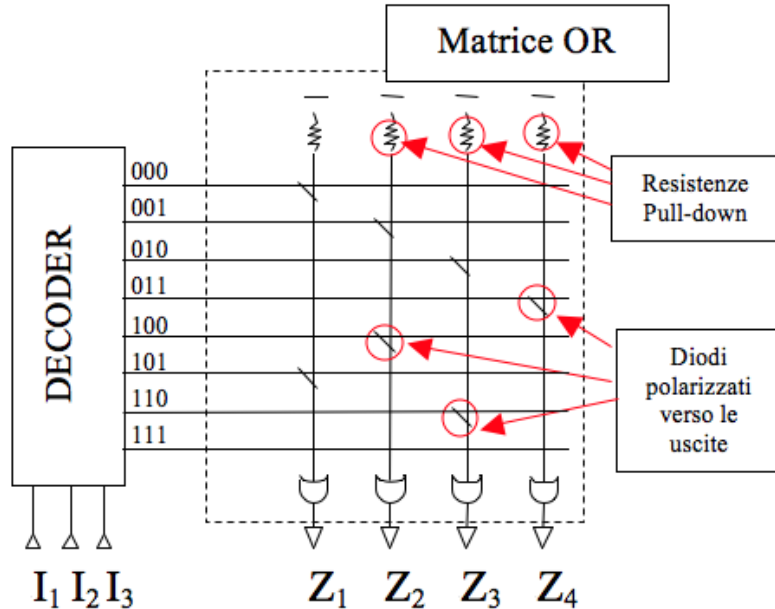 Matrice OR
DECODER
000
001
010
011
100
101
110
111
Resistenze
Pull-down
Diodi
polarizzati
verso le
uscite
I1 I2 I3
Z1 Z2 Z3 Z4